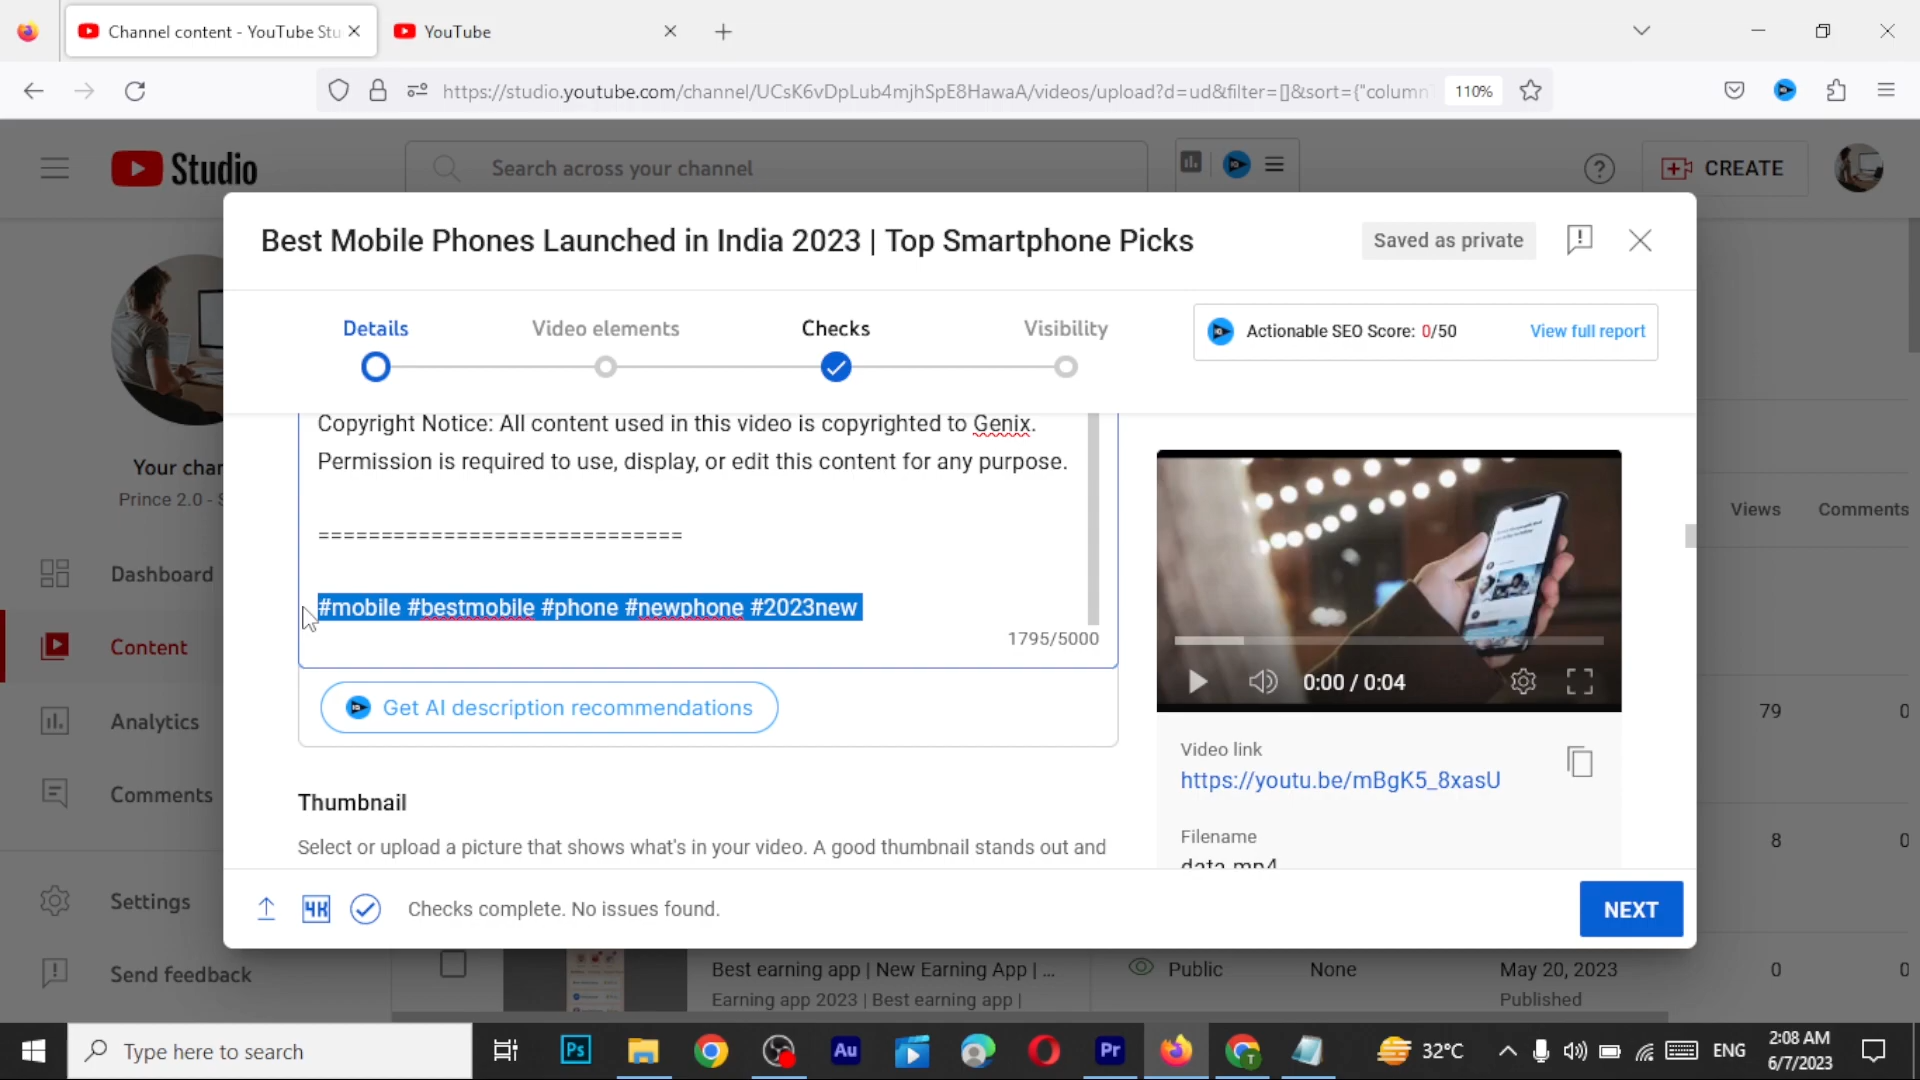 Channel content - YouTube Stu
YouTube
https://studio.youtube.com/channel/UCsK6vDpLub4mjhSpE8HawaA/videos/upload?d=ud&filter=[]&sort={"column
110%
Studio
Search across your channel
CREATE
Best Mobile Phones Launched in India 2023 | Top Smartphone Picks
Saved as private
Details
Video elements
Checks
Visibility
Actionable SEO Score: 0/50
View full report
Copyright Notice: All content used in this video is copyrighted to Genix.
Permission is required to use, display, or edit this content for any purpose.
=============================
#mobile #bestmobile #phone #newphone #2023new
1795/5000
Get AI description recommendations
Thumbnail
Select or upload a picture that shows what's in your video. A good thumbnail stands out and
0:00 / 0:04
Video link
https://youtu.be/mBgK5_8xasU
Filename
data.mp4
4K
Checks complete. No issues found.
NEXT
Your chan
Prince 2.0 - S
Dashboard
Content
Analytics
Comments
Settings
Send feedback
Views
Comments
79
0
8
0
Best earning app | New Earning App | ...
Earning app 2023 | Best earning app |
Public
None
May 20, 2023
Published
0
0
Type here to search
Ps
Au
Pr
T
32°C
ENG
2:08 AM
6/7/2023